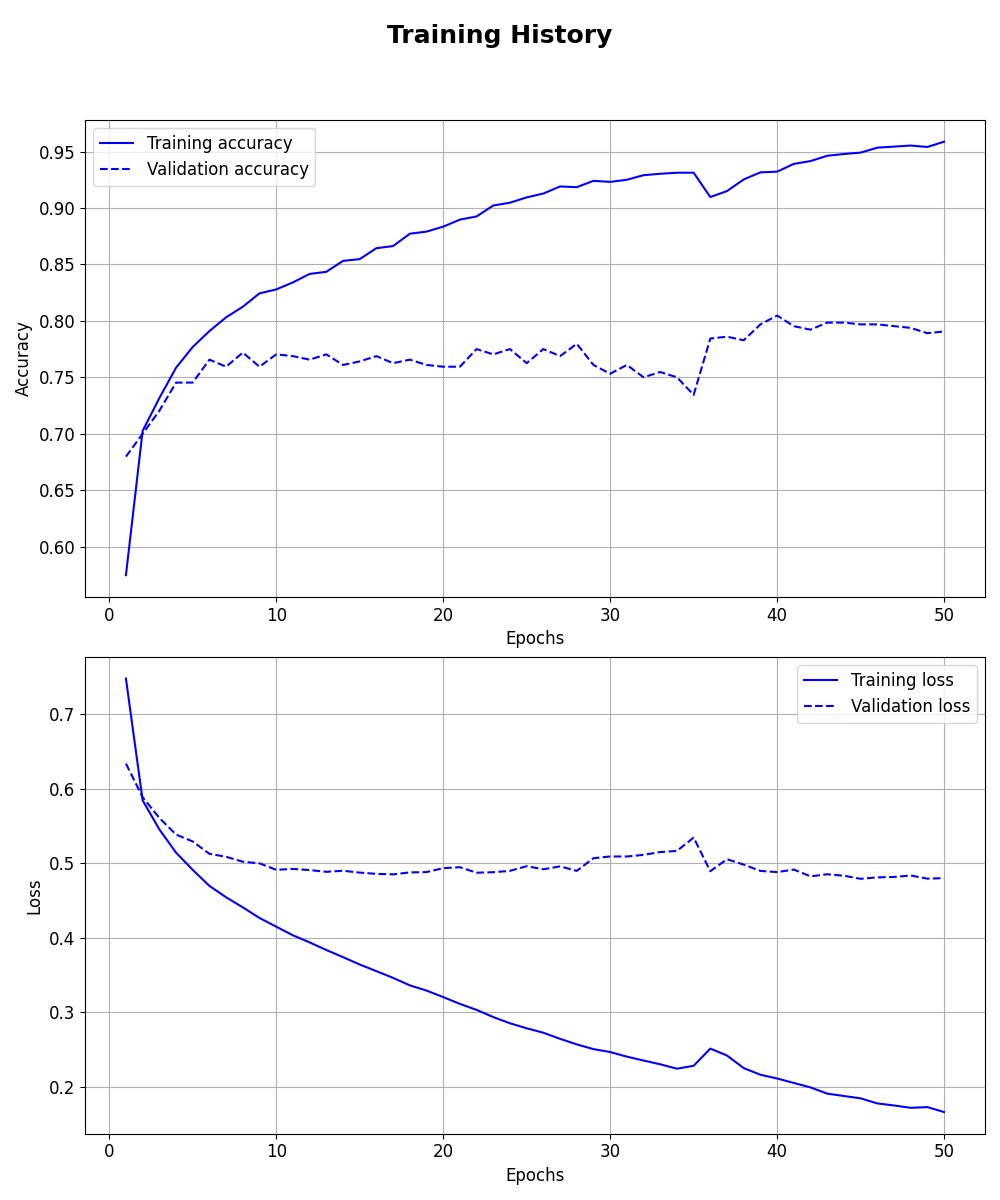 Training History
Training accuracy
Validation accuracy
0.95
0.90
0.85
0.80
0.75
0.70
0.65
0.60
Accuracy
0 10 20 30 40 50
Epochs
Training loss
Validation loss
0.7
0.6
0.5
0.4
0.3
0.2
Loss
0 10 20 30 40 50
Epochs